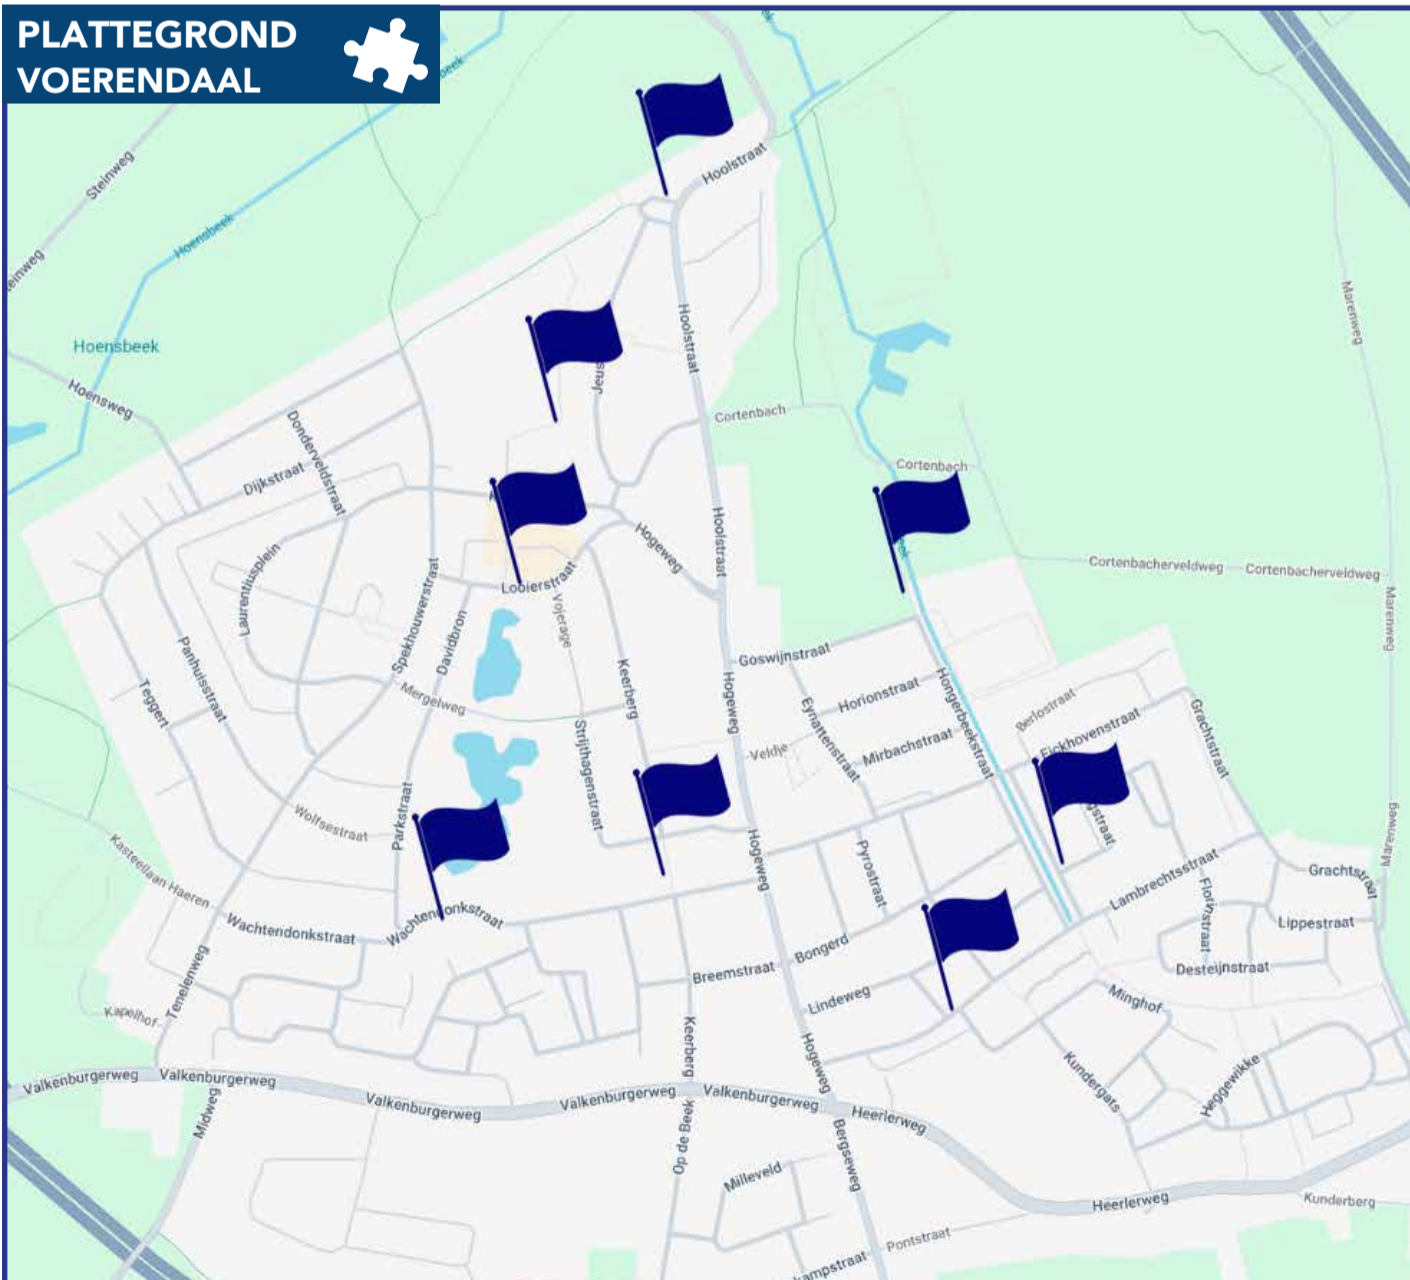 PLATTEGROND
VOERENDAAL
Steinweg
Hoensbeek
Hoolstraat
Hoensbeek
Hoensweg
Hoolstraat
Marenweg
Donderveldstraat
Dijkstraat
Cortenbach
Cortenbach
Hoolstraat
Hogeweg
Laurentiusplein
Looierstraat
Cortenbacherveldweg
Cortenbacherveldweg
Marenweg
Spekhouwerstraat
Davidbron
Vojerage
Panhuisstraat
Teggert
Mergelweg
Keerberg
Goswijnstraat
Hogeweg
Horionstraat
Eynattenstraat
Mirbachstraat
Hongerbeekstraat
Veldje
Berlostraat
Eickhovenstraat
Grachtstraat
Strijthagenstraat
Parkstraat
Wolfsestraat
Marenweg
Kasteellaan Haeren
Hogeweg
Pyrostraat
Lambrechtsstraat
Grachtstraat
Florinstraat
Lippestraat
Wachtendonkstraat
Wachtendonkstraat
Bongerd
Breemstraat
Desteijnstraat
Tenelenweg
Lindeweg
Minghof
Kapelhof
Keerberg
Hogeweg
Kundergats
Heggewikke
Valkenburgerweg
Valkenburgerweg
Valkenburgerweg
Valkenburgerweg
Valkenburgerweg
Heerlerweg
Midweg
Op de Beek
Bergseweg
Milleveld
Heerlerweg
Kunderberg
Pontstraat